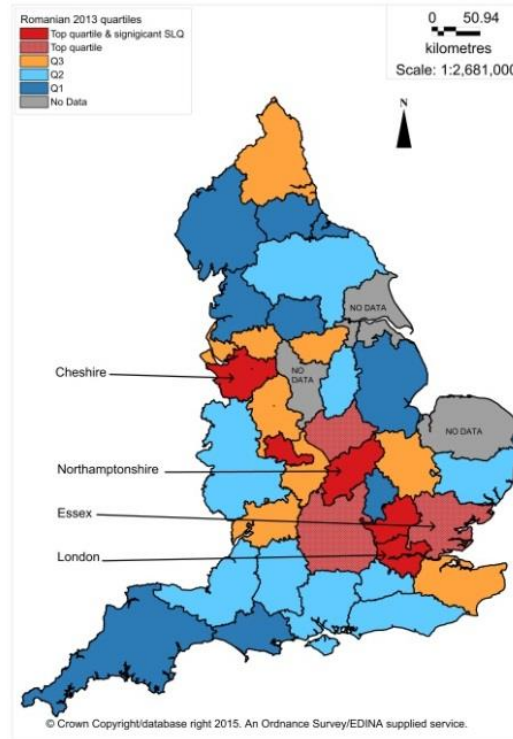 Romanian 2013 quartiles
Top quartile & signigicant SLQ
Top quartile
Q3
Q2
Q1
No Data
0 50.94
kilometres
Scale: 1:2,681,000
N
NO DATA
Cheshire
NO
DATA
NO DATA
Northamptonshire
Essex
London
© Crown Copyright/database right 2015. An Ordnance Survey/EDINA supplied service.